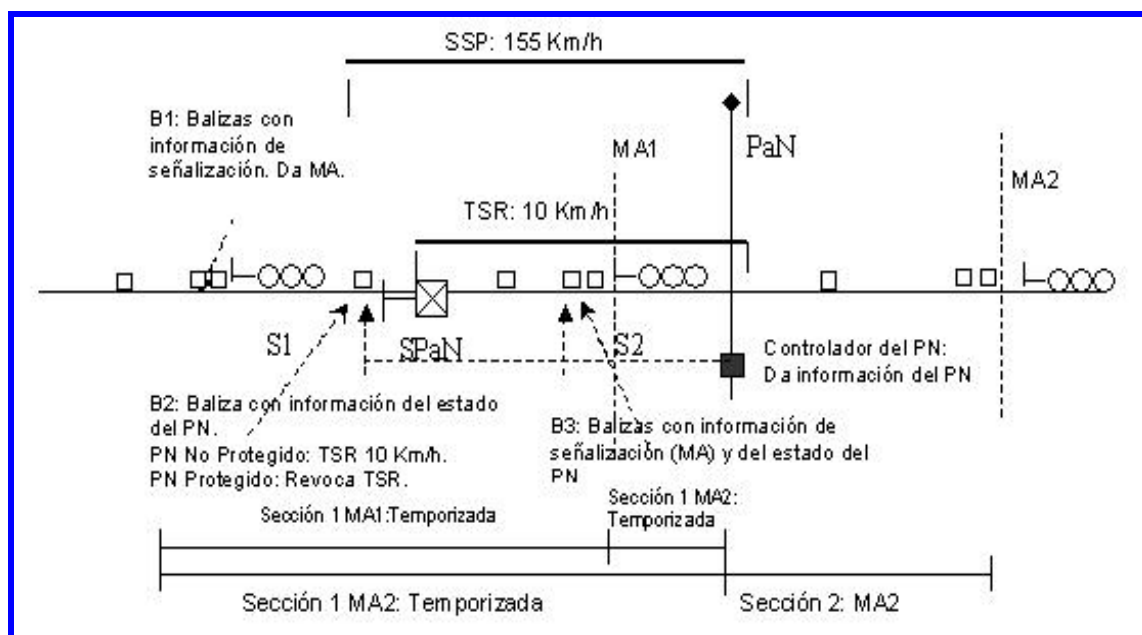 SSP: 155 Km/h
B1: Balizas con
información de
señalización. Da MA.
MA1
PaN
MA2
TSR: 10 Km/h
S1
SPaN
S2
Controlador del PN:
Da información del PN
B2: Baliza con información del estado
del PN.
PN No Protegido: TSR 10 Km/h.
PN Protegido: Revoca TSR.
B3: Balizas con información de
señalización (MA) y del estado del
PN
Sección 1 MA1:Temporizada
Sección 1 MA2:
Temporizada
Sección 1 MA2: Temporizada
Sección 2: MA2